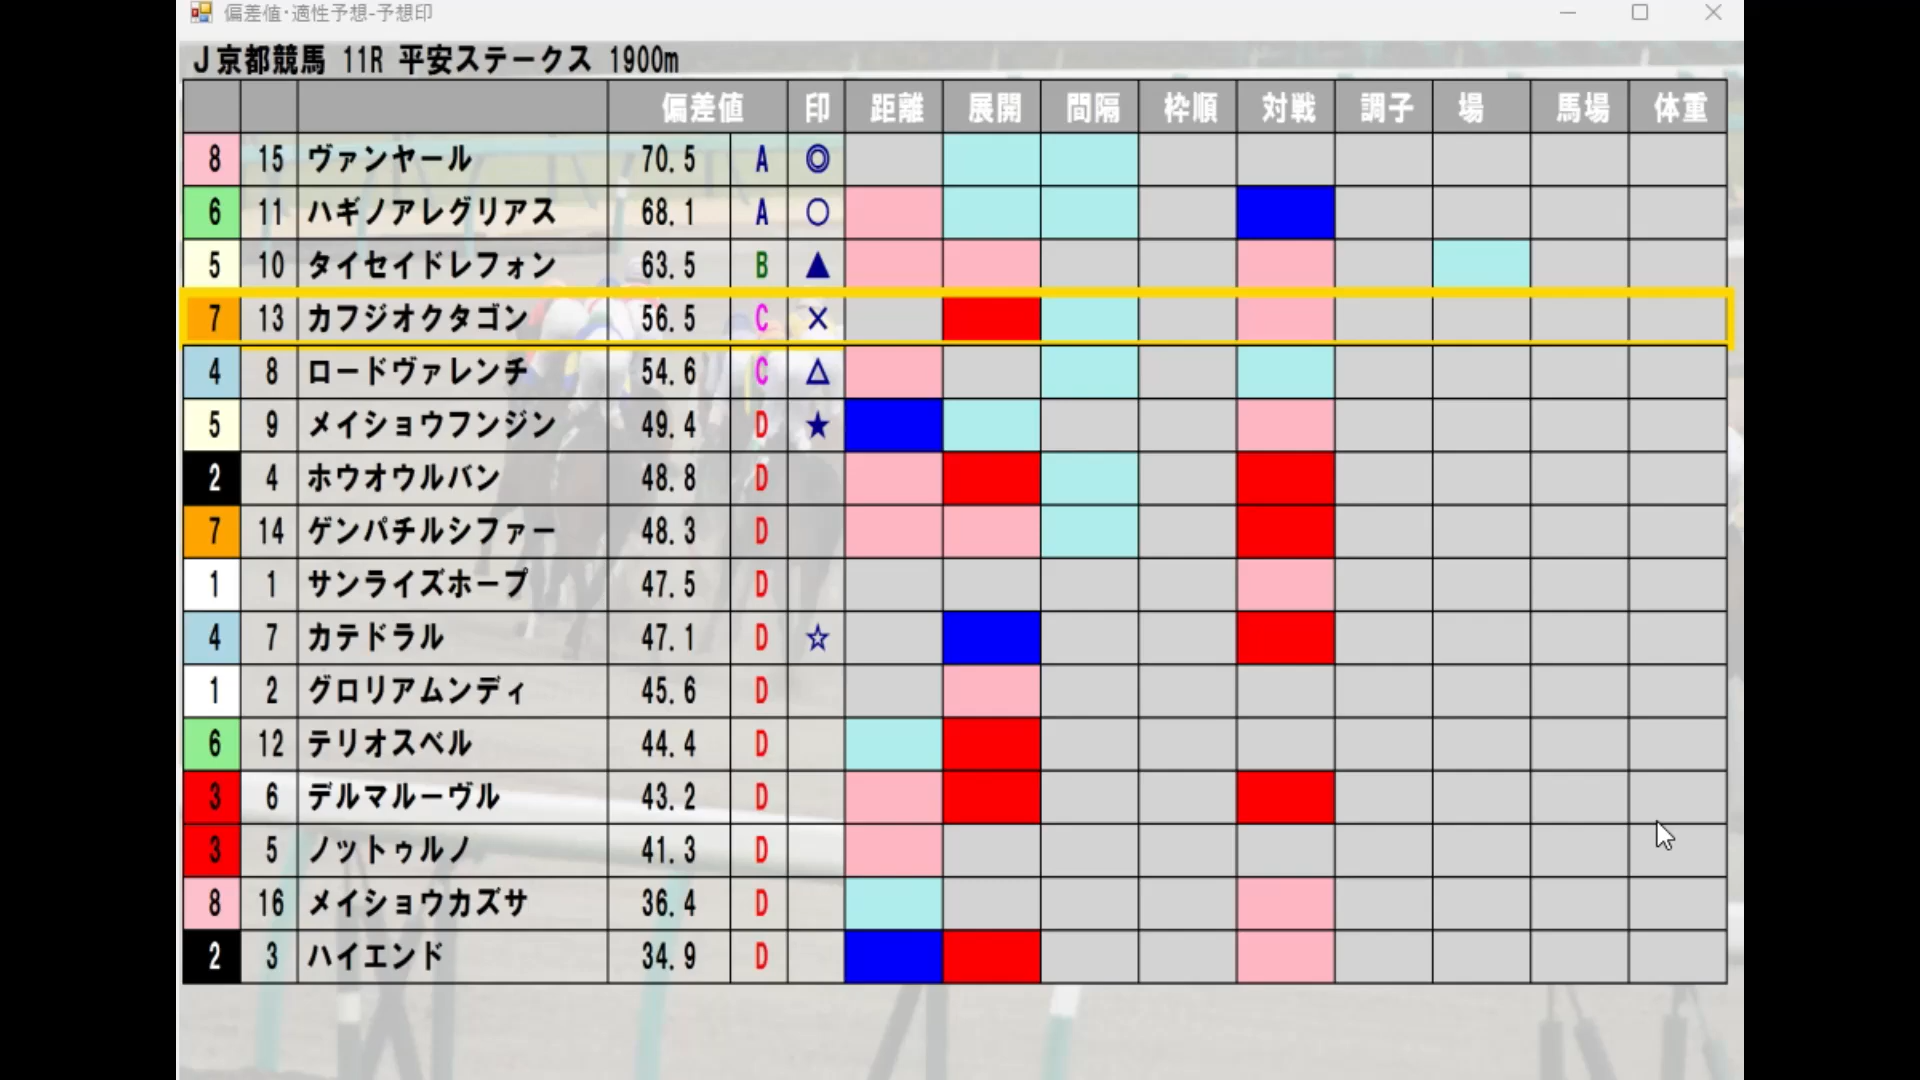 偏差値・適性予想-予想印
J京都競馬 11R 平安ステークス 1900m
偏差値 印 距離 展開 間隔 枠順 対戦 調子 場 馬場 体重
8 15 ヴァンヤール 70.5 A ◎
6 11 ハギノアレグリアス 68.1 A ○
5 10 タイセイドレフォン 63.5 B ▲
7 13 カフジオクタゴン 56.5 C ×
4 8 ロードヴァレンチ 54.6 C △
5 9 メイショウフンジン 49.4 D ★
2 4 ホウオウルバン 48.8 D
7 14 ゲンパチルシファー 48.3 D
1 1 サンライズホープ 47.5 D
4 7 カテドラル 47.1 D ☆
1 2 グロリアムンディ 45.6 D
6 12 テリオスベル 44.4 D
3 6 デルマルーヴル 43.2 D
3 5 ノットゥルノ 41.3 D
8 16 メイショウカズサ 36.4 D
2 3 ハイエンド 34.9 D